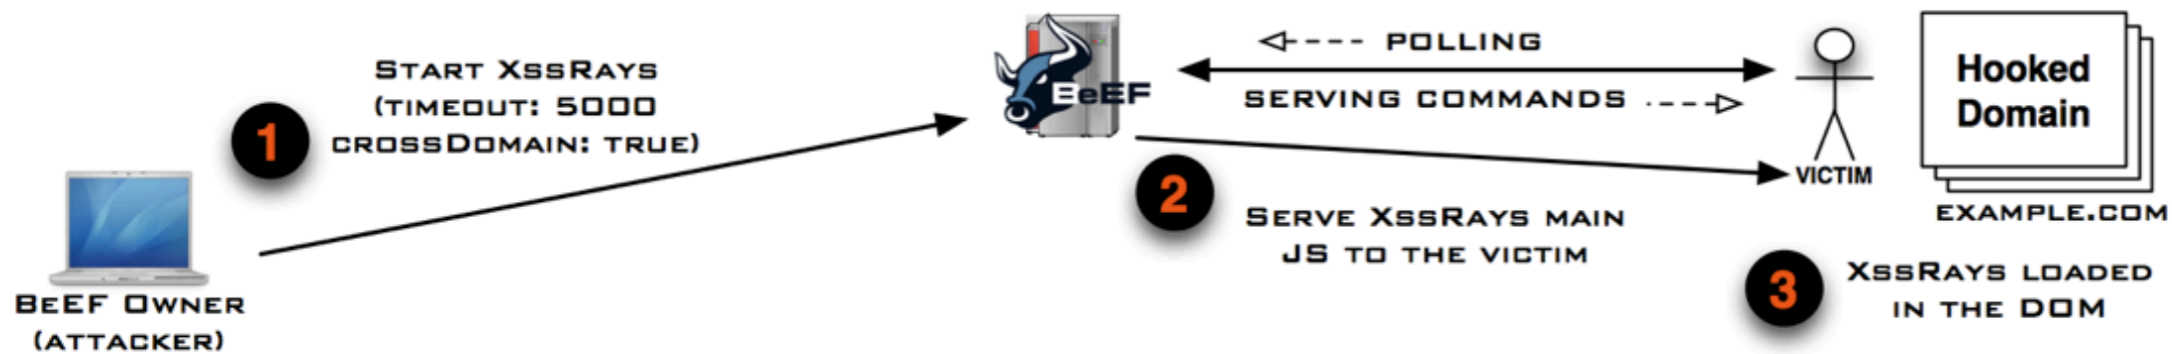 START XSSRAYS
(TIMEOUT: 5000
CROSSDOMAIN: TRUE)
1
BEEF OWNER
(ATTACKER)
BeEF
POLLING
SERVING COMMANDS
2
SERVE XSSRAYS MAIN
JS TO THE VICTIM
VICTIM
Hooked
Domain
EXAMPLE.COM
3
XSSRAYS LOADED
IN THE DOM